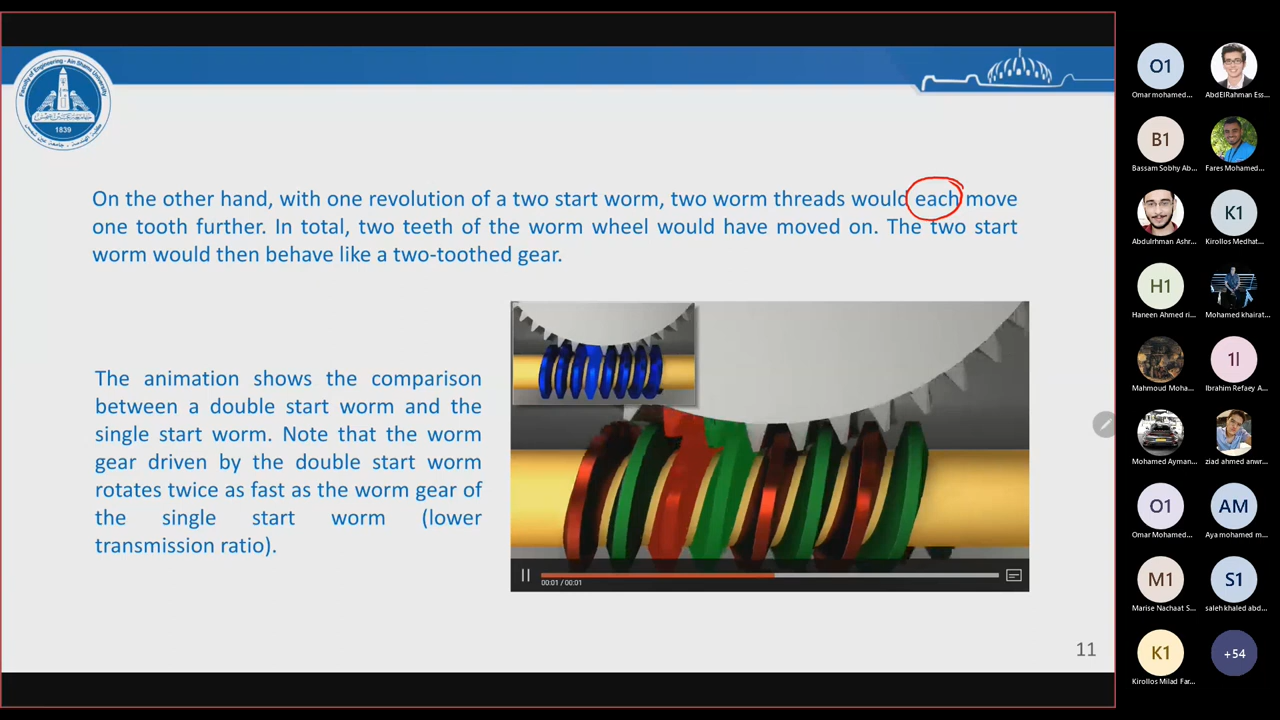 Faculty of Engineering - Ain Shams University
1839
On the other hand, with one revolution of a two start worm, two worm threads would each move
one tooth further. In total, two teeth of the worm wheel would have moved on. The two start
worm would then behave like a two-toothed gear.
The animation shows the comparison
between a double start worm and the
single start worm. Note that the worm
gear driven by the double start worm
rotates twice as fast as the worm gear of
the single start worm (lower
transmission ratio).
00:01 / 00:01
11
O1
Omar mohamed...
AbdElRahman Ess...
B1
Bassam Sobhy Ab...
Fares Mohamed...
Abdulrhman Ashr...
K1
Kirollos Medhat...
H1
Haneen Ahmed ri...
Mohamed khairat...
Mahmoud Moha...
1I
Ibrahim Refaey A...
Mohamed Ayman...
ziad ahmed anwr...
O1
Omar Mohamed...
AM
Aya mohamed m...
M1
Marise Nachaat S...
S1
saleh khaled abd...
K1
Kirollos Milad Far...
+54